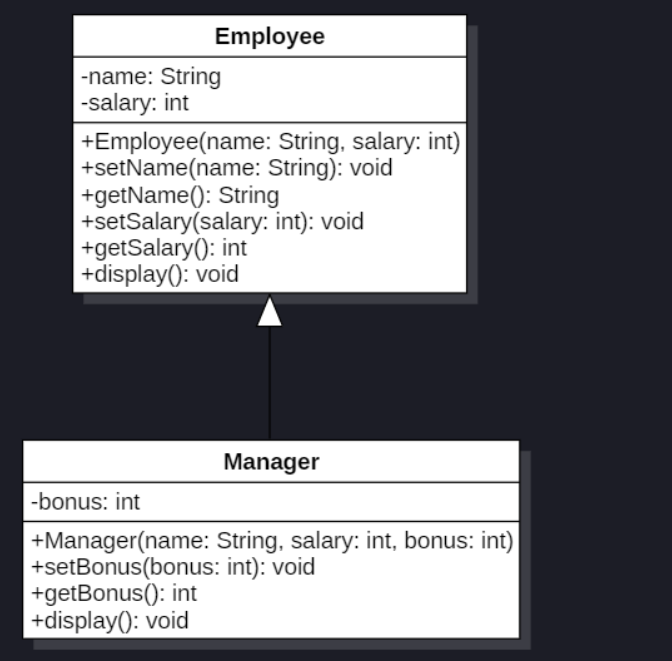 Employee
-name: String
-salary: int
+Employee(name: String, salary: int)
+setName(name: String): void
+getName(): String
+setSalary(salary: int): void
+getSalary(): int
+display(): void
Manager
-bonus: int
+Manager(name: String, salary: int, bonus: int)
+setBonus(bonus: int): void
+getBonus(): int
+display(): void